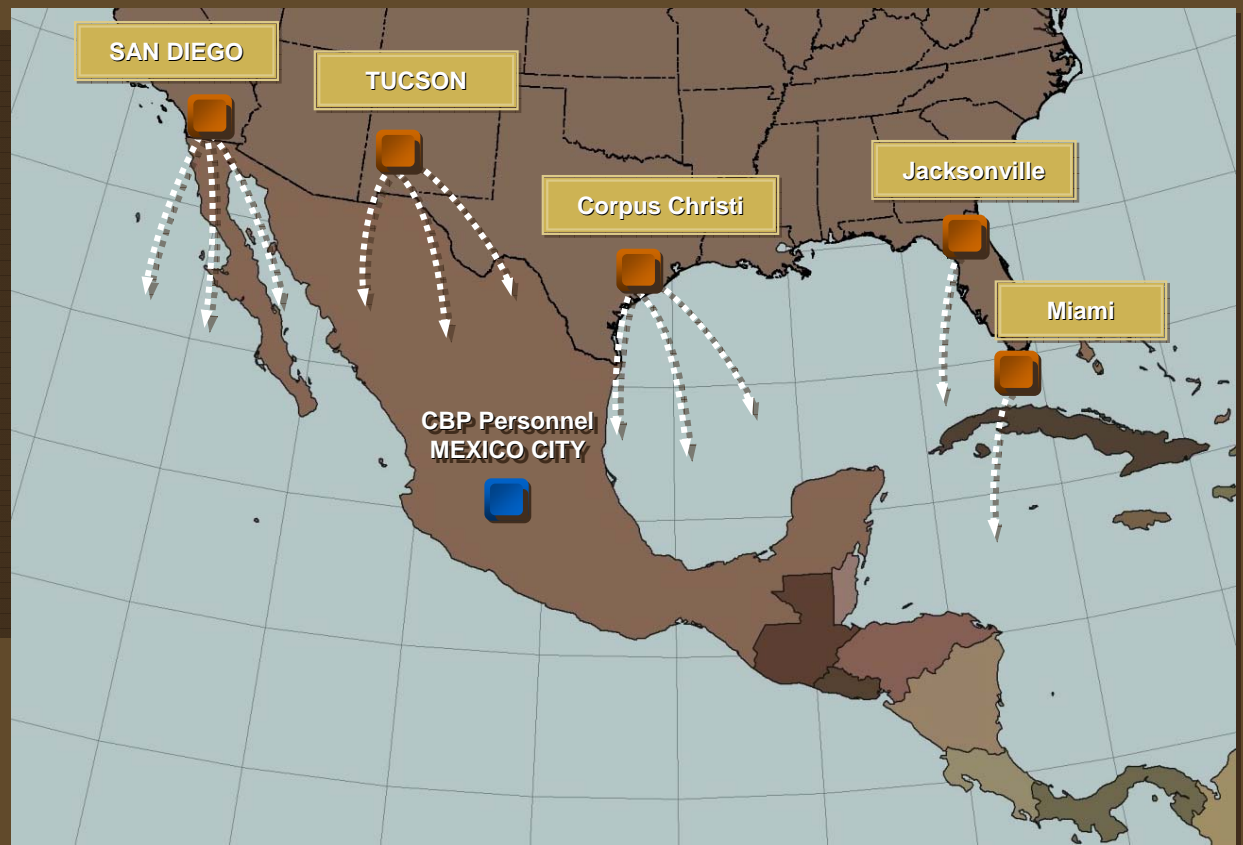 SAN DIEGO
TUCSON
Jacksonville
Corpus Christi
Miami
CBP Personnel
MEXICO CITY